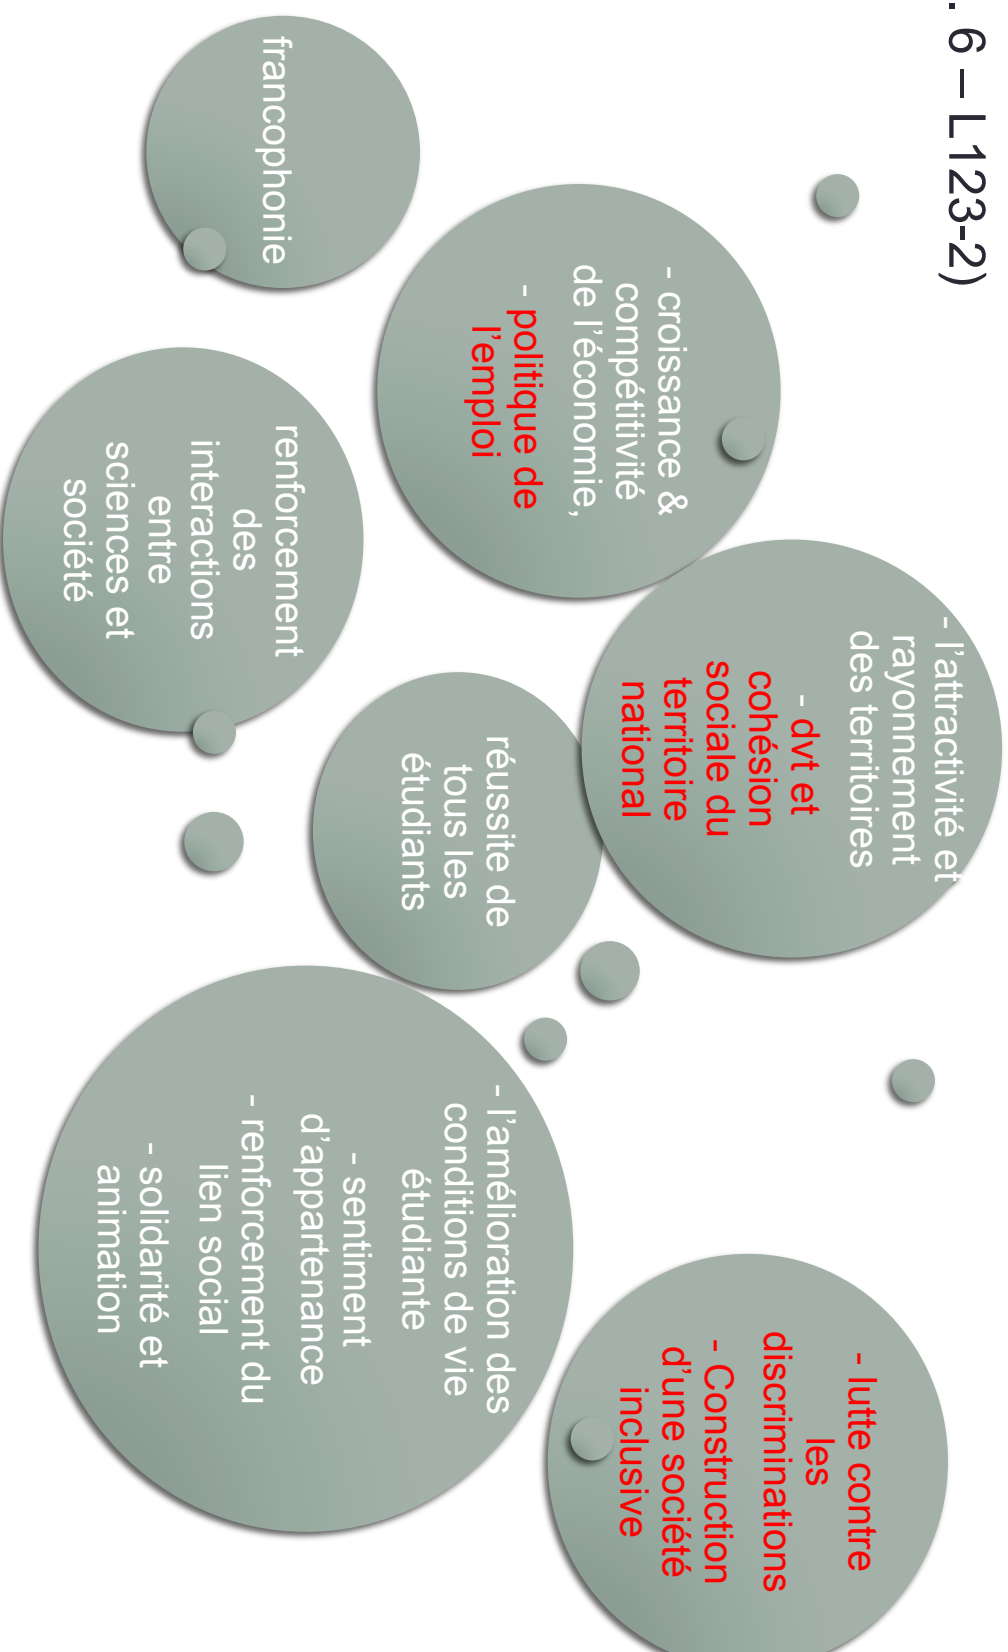 . 6 – L123-2)
francophonie
- croissance &
compétitivité
de l'économie,
- politique de
l'emploi
- l'attractivité et
rayonnement
des territoires
- dvt et
cohésion
sociale du
territoire
national
renforcement
des
interactions
entre
sciences et
société
réussite de
tous les
étudiants
- l'amélioration des
conditions de vie
étudiante
- sentiment
d'appartenance
- renforcement du
lien social
- solidarité et
animation
- lutte contre
les
discriminations
- Construction
d'une société
inclusive